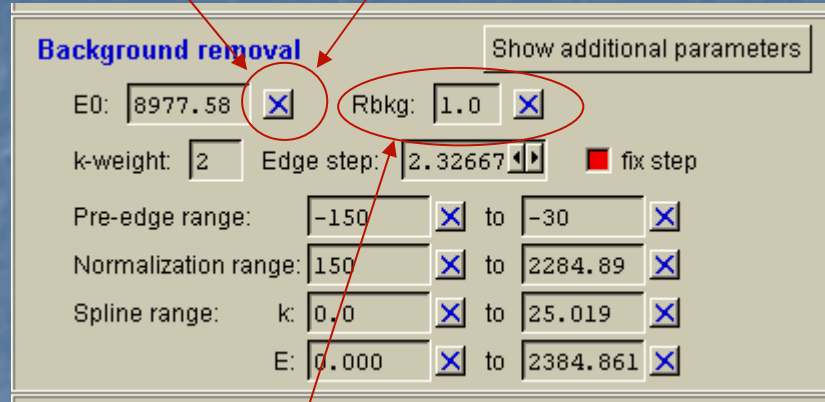 Background removal Show additional parameters
E0: 8977.58 Rbkg: 1.0
k-weight: 2 Edge step: 2.32667 fix step
Pre-edge range: -150 to -30
Normalization range: 150 to 2284.89
Spline range: k: 0.0 to 25.019
E: 0.000 to 2384.861